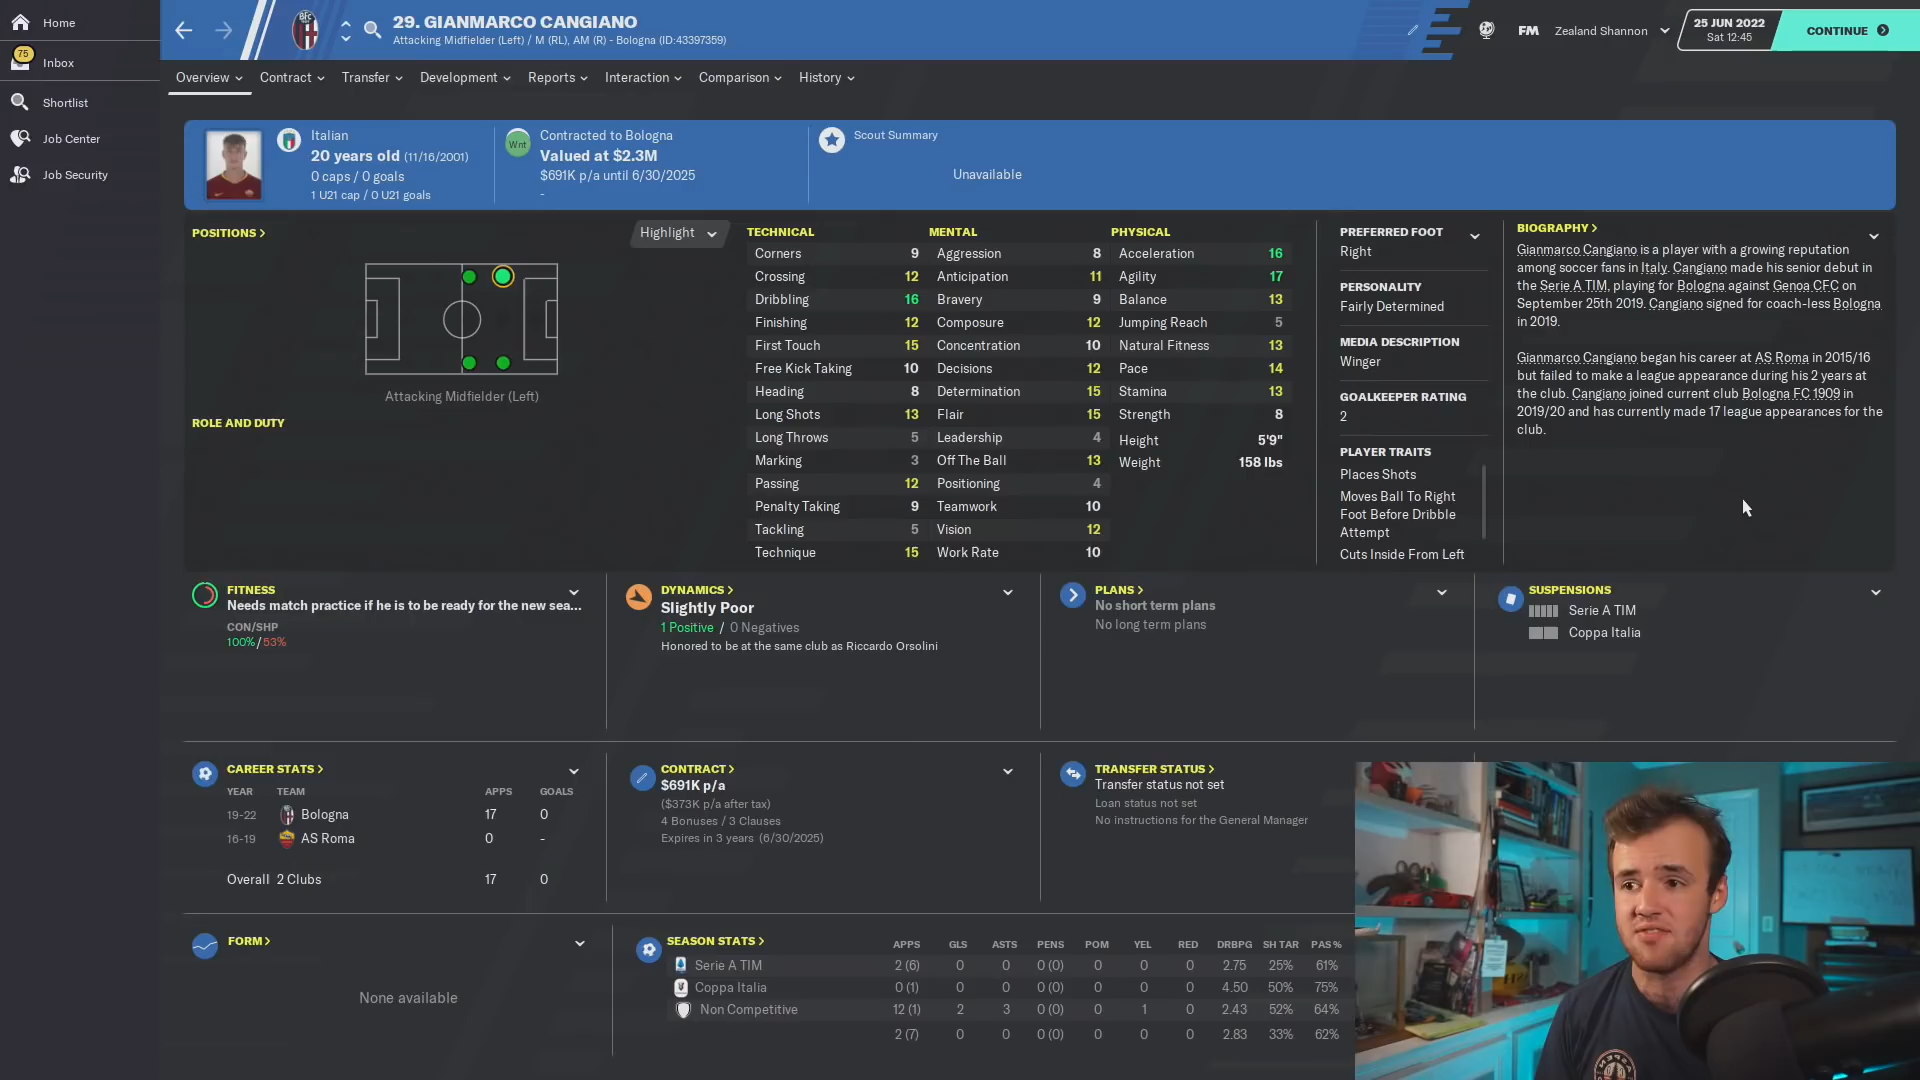 Home
75
Inbox
Shortlist
Job Center
Job Security
29. GIANMARCO CANGIANO
Attacking Midfielder (Left) / M (RL), AM (R) - Bologna (ID:43397359)
FM
Zealand Shannon
25 JUN 2022
Sat 12:45
CONTINUE
Overview
Contract
Transfer
Development
Reports
Interaction
Comparison
History
Italian
20 years old (11/16/2001)
0 caps / 0 goals
1 U21 cap / 0 U21 goals
Wnt
Contracted to Bologna
Valued at $2.3M
$691K p/a until 6/30/2025
-
Scout Summary
Unavailable
POSITIONS >
Highlight
Attacking Midfielder (Left)
ROLE AND DUTY
TECHNICAL
Corners 9
Crossing 12
Dribbling 16
Finishing 12
First Touch 15
Free Kick Taking 10
Heading 8
Long Shots 13
Long Throws 5
Marking 3
Passing 12
Penalty Taking 9
Tackling 5
Technique 15
MENTAL
Aggression 8
Anticipation 11
Bravery 9
Composure 12
Concentration 10
Decisions 12
Determination 15
Flair 15
Leadership 4
Off The Ball 13
Positioning 4
Teamwork 10
Vision 12
Work Rate 10
PHYSICAL
Acceleration 16
Agility 17
Balance 13
Jumping Reach 5
Natural Fitness 13
Pace 14
Stamina 13
Strength 8
Height 5'9"
Weight 158 lbs
PREFERRED FOOT
Right
PERSONALITY
Fairly Determined
MEDIA DESCRIPTION
Winger
GOALKEEPER RATING
2
PLAYER TRAITS
Places Shots
Moves Ball To Right
Foot Before Dribble
Attempt
Cuts Inside From Left
BIOGRAPHY >
Gianmarco Cangiano is a player with a growing reputation
among soccer fans in Italy. Cangiano made his senior debut in
the Serie A TIM, playing for Bologna against Genoa CFC on
September 25th 2019. Cangiano signed for coach-less Bologna
in 2019.
Gianmarco Cangiano began his career at AS Roma in 2015/16
but failed to make a league appearance during his 2 years at
the club. Cangiano joined current club Bologna FC 1909 in
2019/20 and has currently made 17 league appearances for the
club.
FITNESS
Needs match practice if he is to be ready for the new sea...
CON/SHP
100%/53%
DYNAMICS >
Slightly Poor
1 Positive / 0 Negatives
Honored to be at the same club as Riccardo Orsolini
PLANS >
No short term plans
No long term plans
SUSPENSIONS
Serie A TIM
Coppa Italia
CAREER STATS >
YEAR TEAM APPS GOALS
19-22 Bologna 17 0
16-19 AS Roma 0 -
Overall 2 Clubs 17 0
CONTRACT >
$691K p/a
($373K p/a after tax)
4 Bonuses / 3 Clauses
Expires in 3 years (6/30/2025)
TRANSFER STATUS >
Transfer status not set
Loan status not set
No instructions for the General Manager
FORM >
None available
SEASON STATS > APPS GLS ASTS PENS POM YEL RED DRBPG SH TAR PAS %
Serie A TIM 2 (6) 0 0 0 (0) 0 0 0 2.75 25% 61%
Coppa Italia 0 (1) 0 0 0 (0) 0 0 0 4.50 50% 75%
Non Competitive 12 (1) 2 3 0 (0) 0 1 0 2.43 52% 64%
2 (7) 0 0 0 (0) 0 0 0 2.83 33% 62%